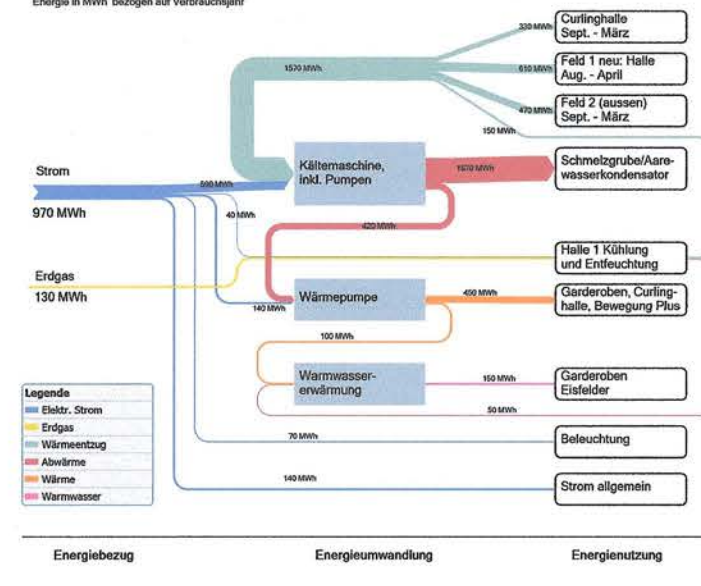 Energie in MWh bezogen auf Verbrauchsjahr
330 MWh
Curlinghalle
Sept. - März
1570 MWh
610 MWh
Feld 1 neu: Halle
Aug. - April
470 MWh
Feld 2 (aussen)
Sept. - März
150 MWh
Kältemaschine,
inkl. Pumpen
1670 MWh
Schmelzgrube/Aare-
wasserkondensator
Strom
970 MWh
590 MWh
40 MWh
420 MWh
Halle 1 Kühlung
und Entfeuchtung
Erdgas
130 MWh
140 MWh
Wärmepumpe
450 MWh
Garderoben, Curling-
halle, Bewegung Plus
100 MWh
Warmwasser-
erwärmung
150 MWh
Garderoben
Eisfelder
50 MWh
Legende
Elektr. Strom
Erdgas
Wärmeentzug
Abwärme
Wärme
Warmwasser
70 MWh
Beleuchtung
140 MWh
Strom allgemein
Energiebezug
Energieumwandlung
Energienutzung